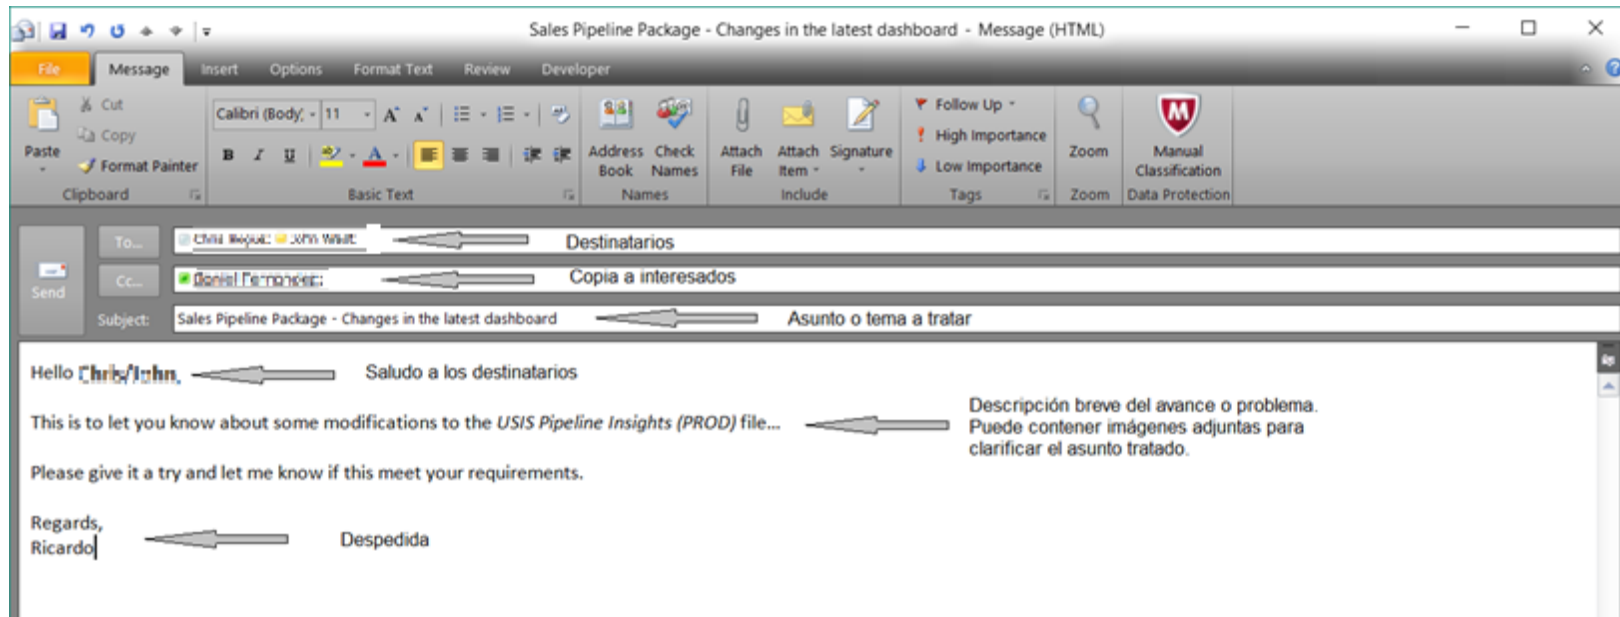 Sales Pipeline Package - Changes in the latest dashboard - Message (HTML)
File Message Insert Options Format Text Review Developer
Cut
Copy
Format Painter
Paste
Clipboard
Calibri (Body) 11
Basic Text
Address Book
Check Names
Names
Attach File
Attach Item
Signature
Include
Follow Up
High Importance
Low Importance
Tags
Zoom
Zoom
Manual Classification
Data Protection
Send
To...
Destinatarios
Cc...
Copia a interesados
Subject: Sales Pipeline Package - Changes in the latest dashboard
Asunto o tema a tratar
Hello
Saludo a los destinatarios
This is to let you know about some modifications to the USIS Pipeline Insights (PROD) file...
Descripción breve del avance o problema.
Puede contener imágenes adjuntas para
clarificar el asunto tratado.
Please give it a try and let me know if this meet your requirements.
Regards,
Ricardo
Despedida